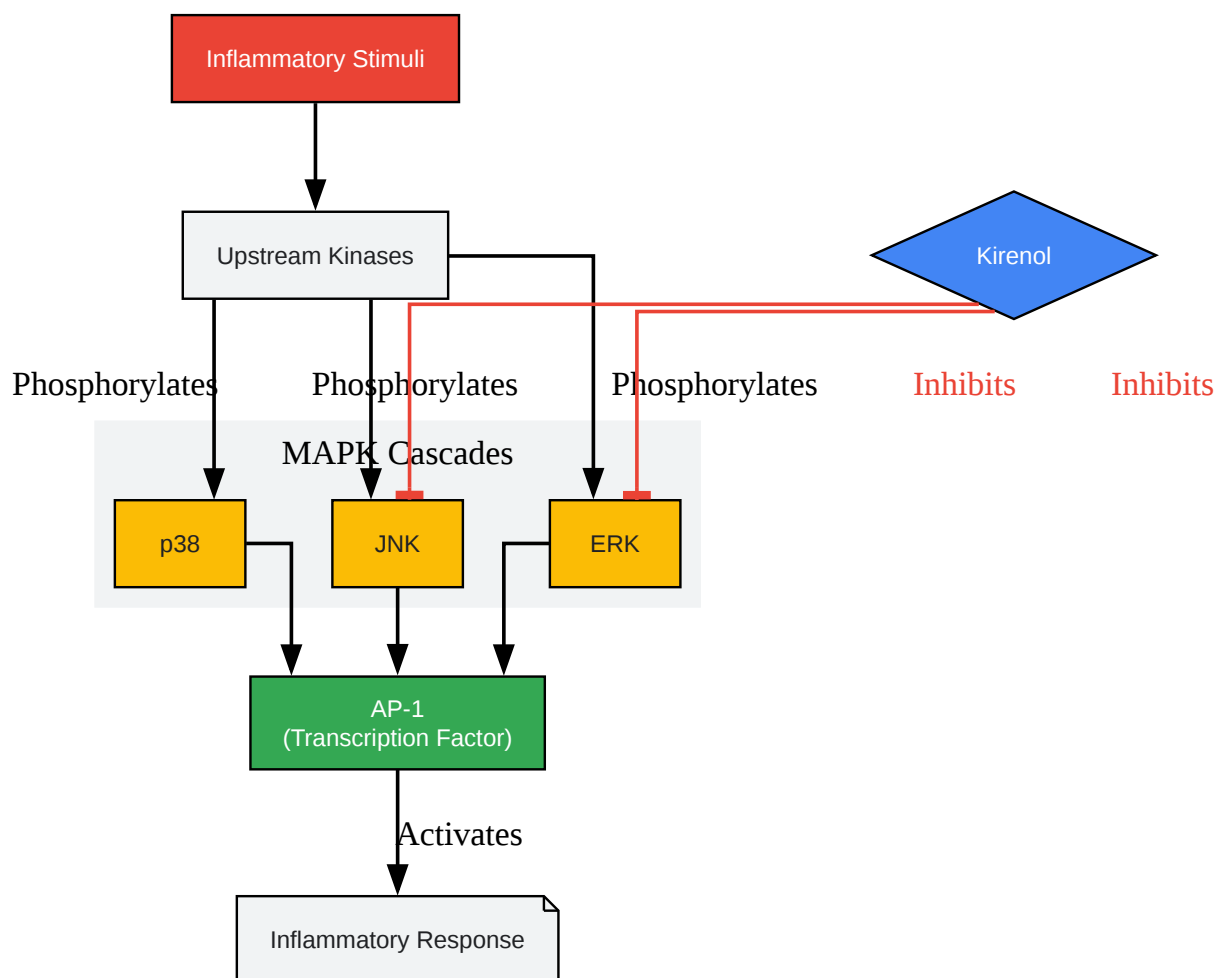 Inflammatory Stimuli
Upstream Kinases
Kirenol
Phosphorylates
Phosphorylates
Phosphorylates
Inhibits
Inhibits
MAPK Cascades
p38
JNK
ERK
AP-1
(Transcription Factor)
Activates
Inflammatory Response